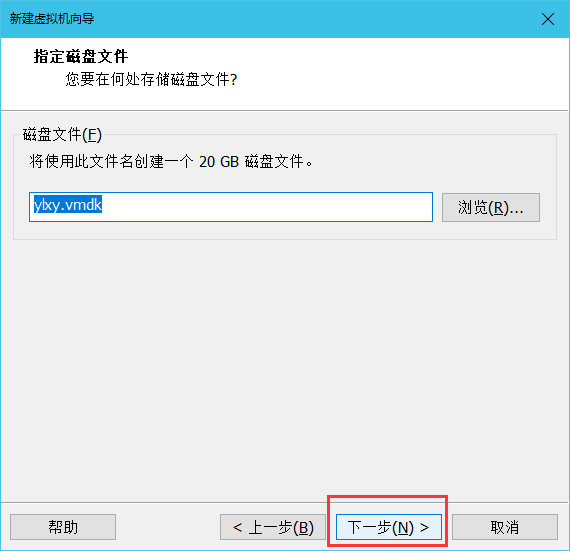 新建虚拟机向导
指定磁盘文件
您要在何处存储磁盘文件?
磁盘文件(F)
将使用此文件名创建一个 20 GB 磁盘文件。
ylxy.vmdk
浏览(R)...
帮助
< 上一步(B)
下一步(N) >
取消